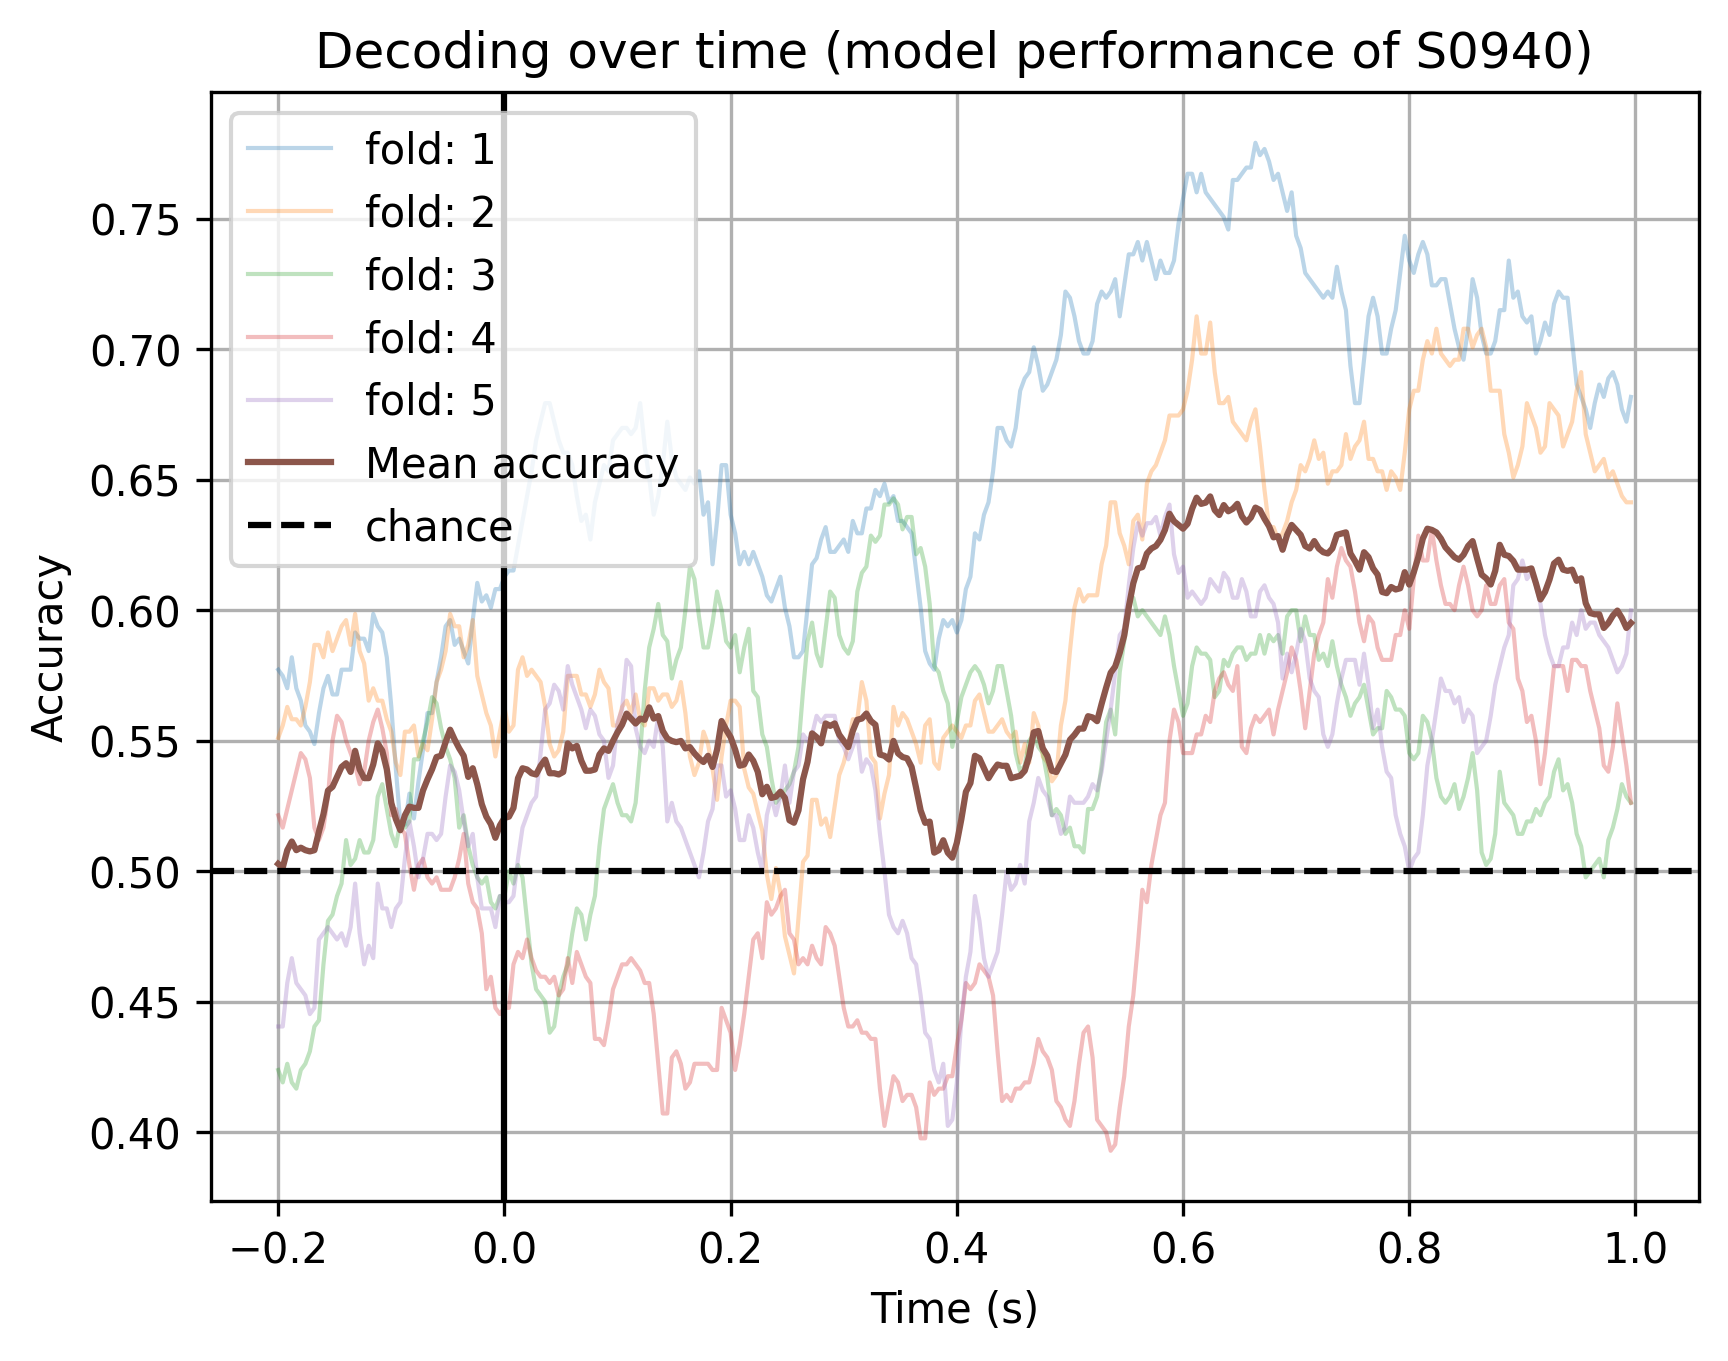 Decoding over time (model performance of S0940)
fold: 1
fold: 2
fold: 3
fold: 4
fold: 5
Mean accuracy
chance
Accuracy
0.75
0.70
0.65
0.60
0.55
0.50
0.45
0.40
−0.2 0.0 0.2 0.4 0.6 0.8 1.0
Time (s)